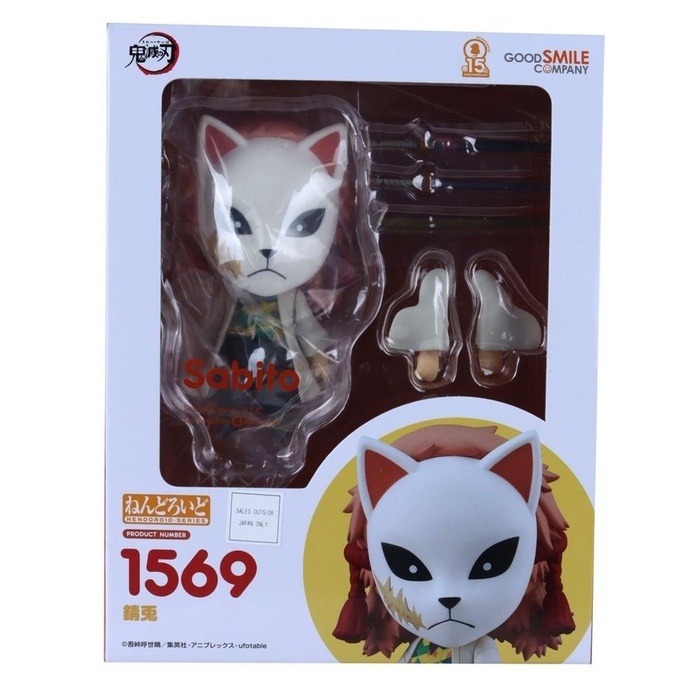 鬼滅の刃
15
GOOD SMILE
COMPANY
Sabito
ねんどろいど
NENDOROID·SERIES
PRODUCT NUMBER
SALES OUTSIDE
JAPAN ONLY
1569
錆兎
©吾峠呼世晴／集英社・アニプレックス・ufotable